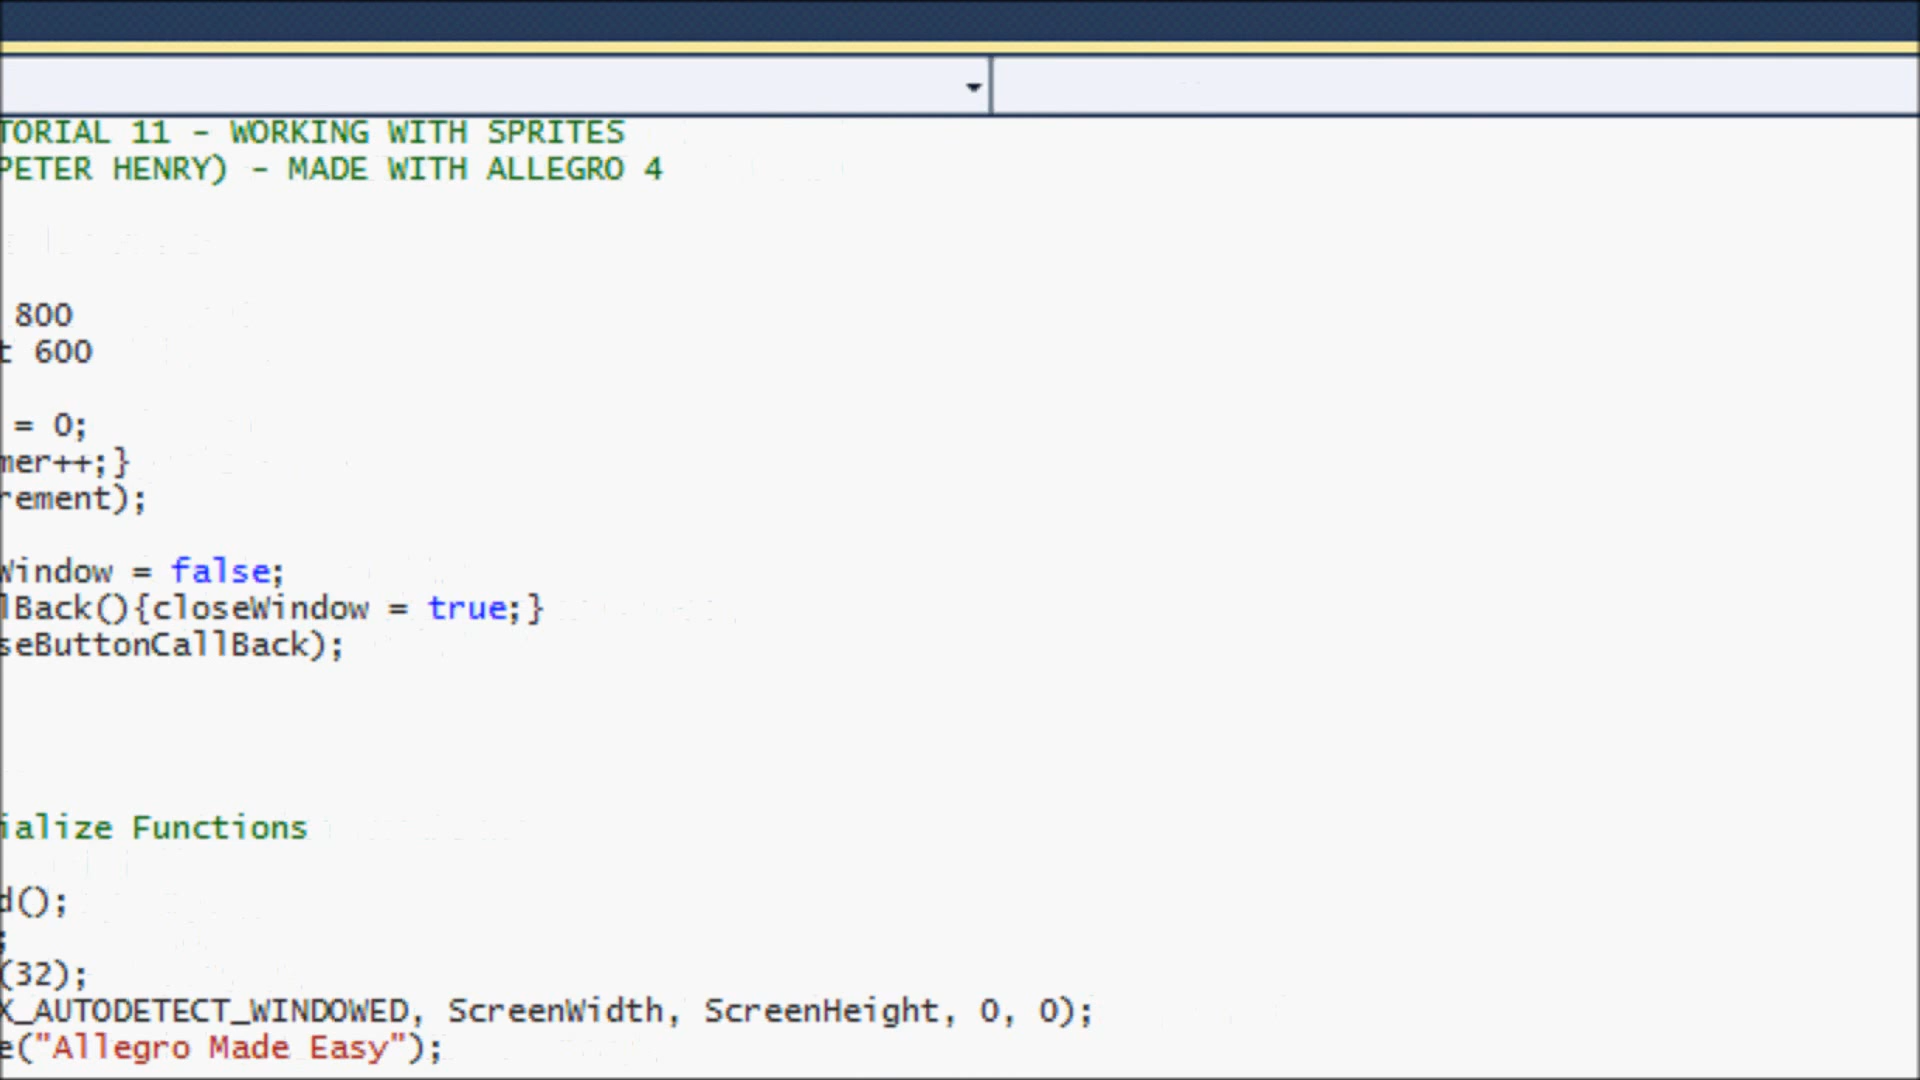 TORIAL 11 - WORKING WITH SPRITES
PETER HENRY) - MADE WITH ALLEGRO 4
800
t 600
= 0;
mer++;}
rement);
Window = false;
lBack(){closeWindow = true;}
seButtonCallBack);
ialize Functions
d();
;
(32);
X_AUTODETECT_WINDOWED, ScreenWidth, ScreenHeight, 0, 0);
e("Allegro Made Easy");